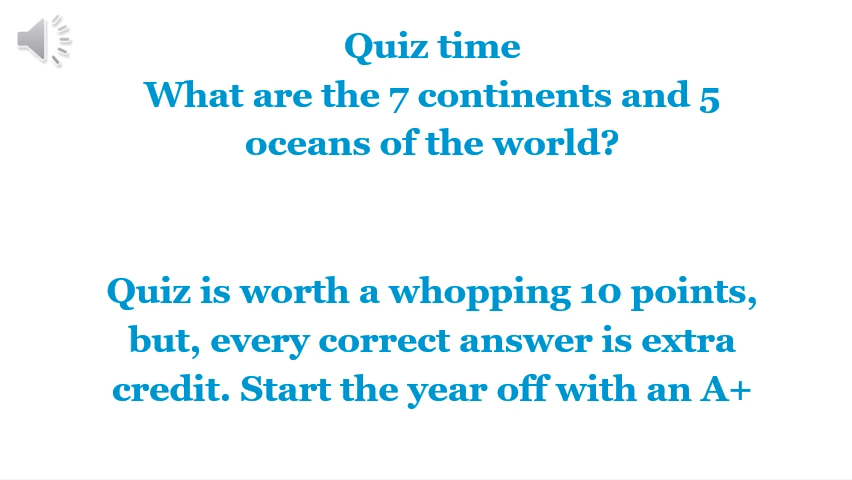 Quiz time
What are the 7 continents and 5
oceans of the world?
Quiz is worth a whopping 10 points,
but, every correct answer is extra
credit. Start the year off with an A+